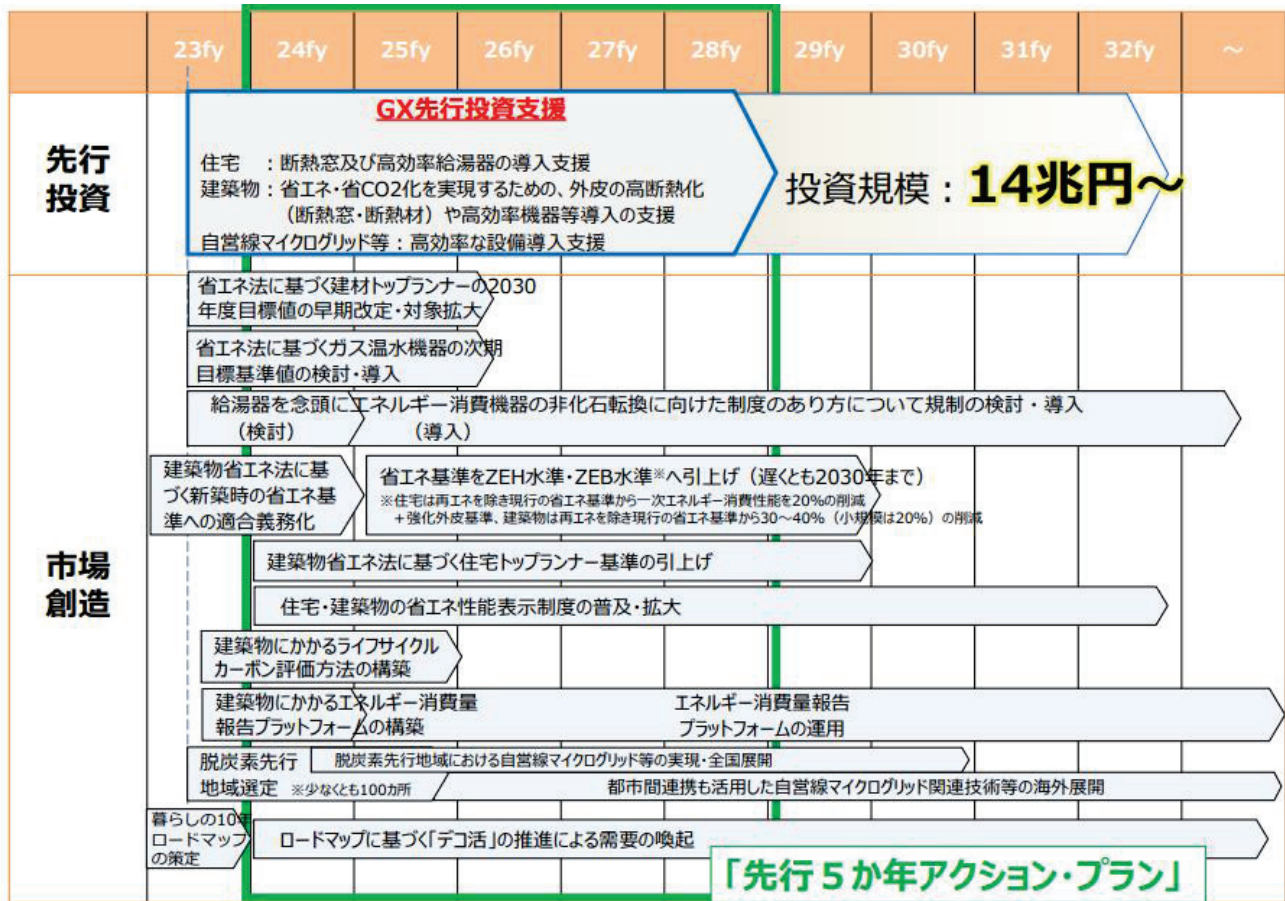 23fy 24fy 25fy 26fy 27fy 28fy 29fy 30fy 31fy 32fy ～
先行
投資
GX先行投資支援
住宅　：断熱窓及び高効率給湯器の導入支援
建築物：省エネ・省CO2化を実現するための、外皮の高断熱化
（断熱窓・断熱材）や高効率機器等導入の支援
自営線マイクログリッド等：高効率な設備導入支援
投資規模：14兆円～
市場
創造
省エネ法に基づく建材トップランナーの2030
年度目標値の早期改定・対象拡大
省エネ法に基づくガス温水機器の次期
目標基準値の検討・導入
給湯器を念頭にエネルギー消費機器の非化石転換に向けた制度のあり方について規制の検討・導入
（検討）　　（導入）
建築物省エネ法に基
づく新築時の省エネ基
準への適合義務化
省エネ基準をZEH水準・ZEB水準※へ引上げ（遅くとも2030年まで）
※住宅は再エネを除き現行の省エネ基準から一次エネルギー消費性能を20%の削減
＋強化外皮基準、建築物は再エネを除き現行の省エネ基準から30～40%（小規模は20%）の削減
建築物省エネ法に基づく住宅トップランナー基準の引上げ
住宅・建築物の省エネ性能表示制度の普及・拡大
建築物にかかるライフサイクル
カーボン評価方法の構築
建築物にかかるエネルギー消費量
報告プラットフォームの構築
エネルギー消費量報告
プラットフォームの運用
脱炭素先行
地域選定 ※少なくとも100カ所
脱炭素先行地域における自営線マイクログリッド等の実現・全国展開
都市間連携も活用した自営線マイクログリッド関連技術等の海外展開
暮らしの10年
ロードマップ
の策定
ロードマップに基づく「デコ活」の推進による需要の喚起
「先行５か年アクション・プラン」